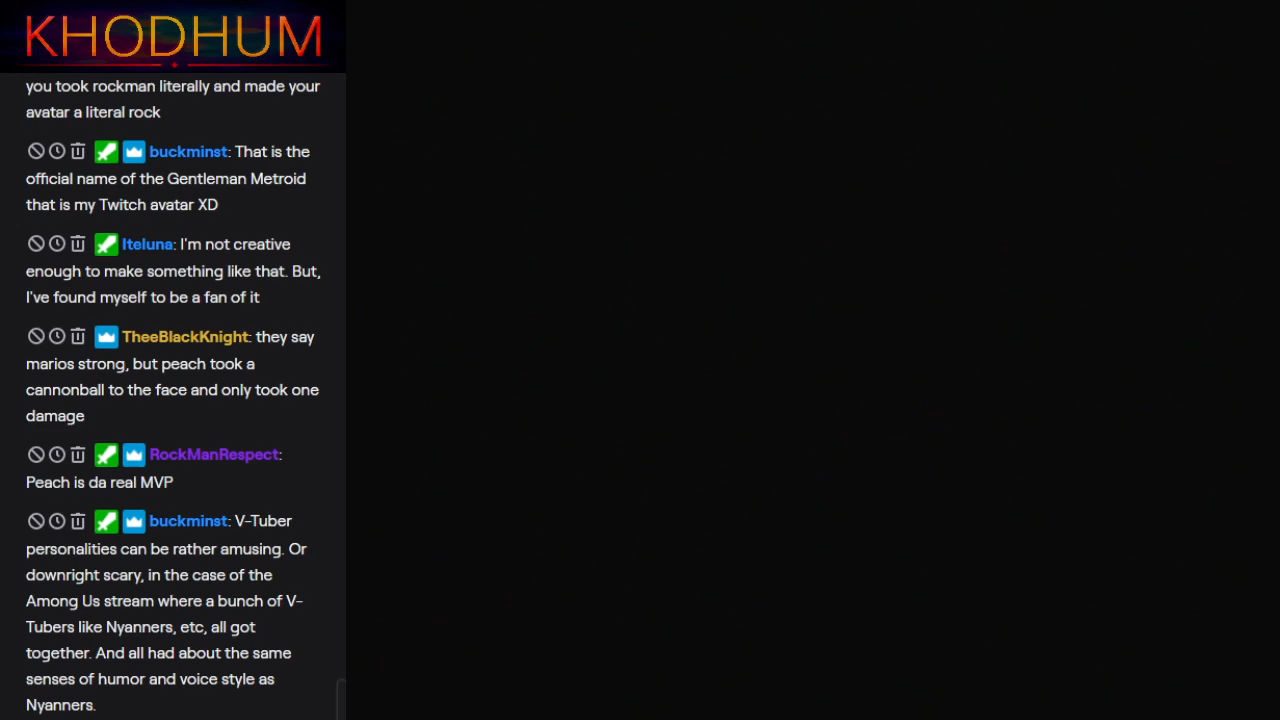 KHODHUM
you took rockman literally and made your
avatar a literal rock
buckminst: That is the
official name of the Gentleman Metroid
that is my Twitch avatar XD
Iteluna: I'm not creative
enough to make something like that. But,
I've found myself to be a fan of it
TheeBlackKnight: they say
marios strong, but peach took a
cannonball to the face and only took one
damage
RockManRespect:
Peach is da real MVP
buckminst: V-Tuber
personalities can be rather amusing. Or
downright scary, in the case of the
Among Us stream where a bunch of V-
Tubers like Nyanners, etc, all got
together. And all had about the same
senses of humor and voice style as
Nyanners.